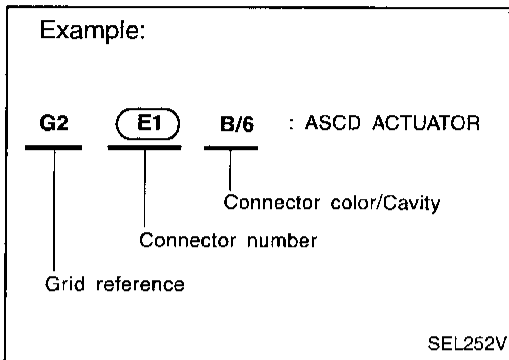 Example:
G2 E1 B/6 : ASCD ACTUATOR
Connector color/Cavity
Connector number
Grid reference
SEL252V